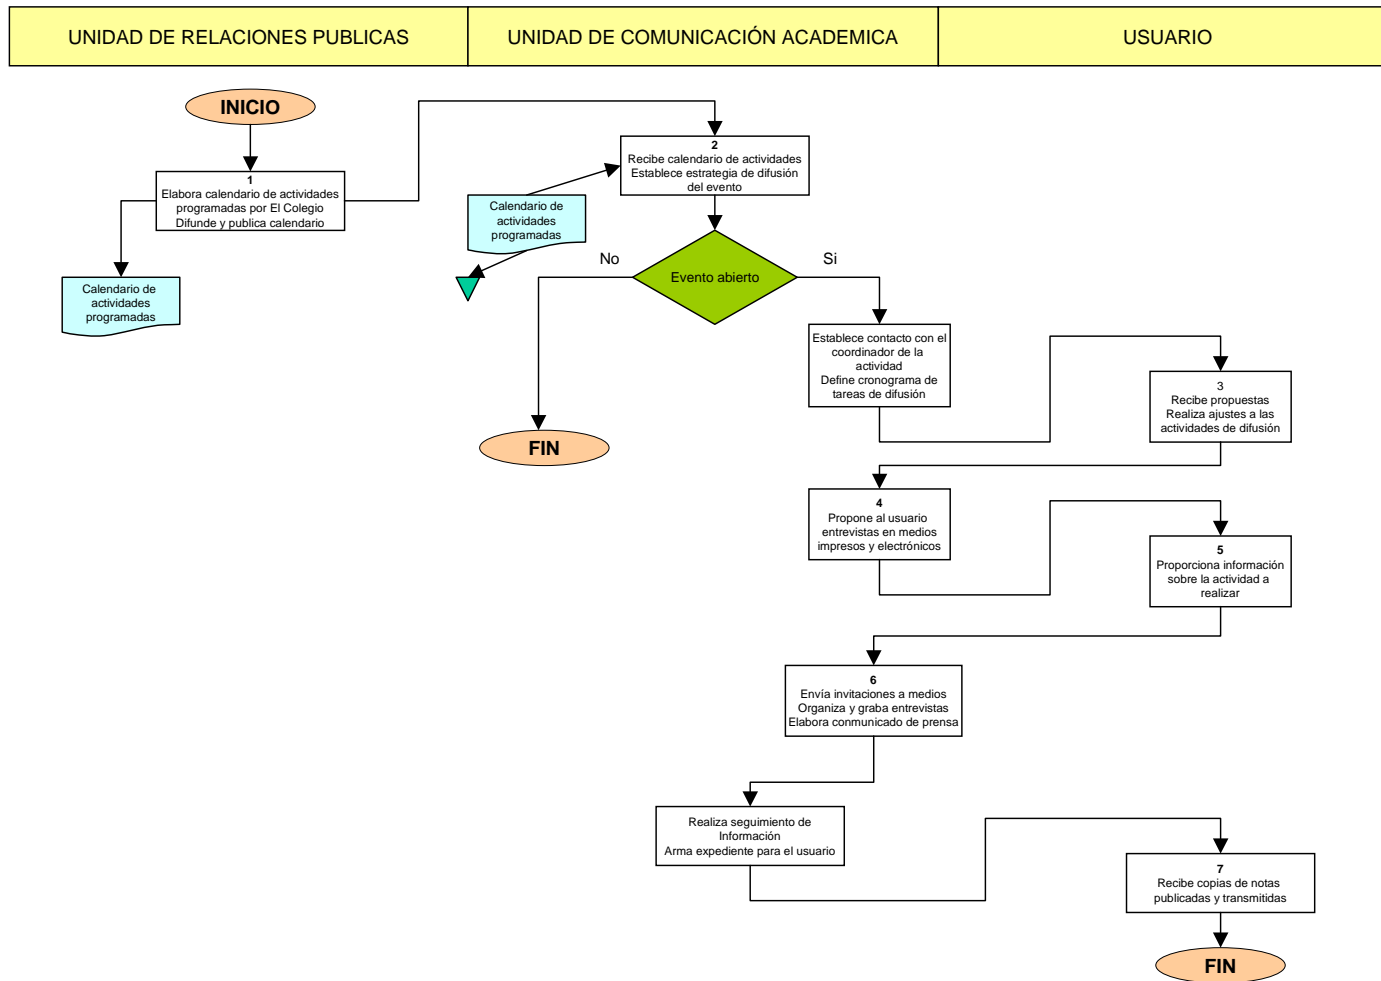 UNIDAD DE RELACIONES PUBLICAS
UNIDAD DE COMUNICACIÓN ACADEMICA
USUARIO
INICIO
1
Elabora calendario de actividades
programadas por El Colegio
Difunde y publica calendario
Calendario de
actividades
programadas
2
Recibe calendario de actividades
Establece estrategia de difusión
del evento
Calendario de
actividades
programadas
No
Evento abierto
Si
FIN
Establece contacto con el
coordinador de la
actividad
Define cronograma de
tareas de difusión
3
Recibe propuestas
Realiza ajustes a las
actividades de difusión
4
Propone al usuario
entrevistas en medios
impresos y electrónicos
5
Proporciona información
sobre la actividad a
realizar
6
Envía invitaciones a medios
Organiza y graba entrevistas
Elabora conmunicado de prensa
Realiza seguimiento de
Información
Arma expediente para el usuario
7
Recibe copias de notas
publicadas y transmitidas
FIN